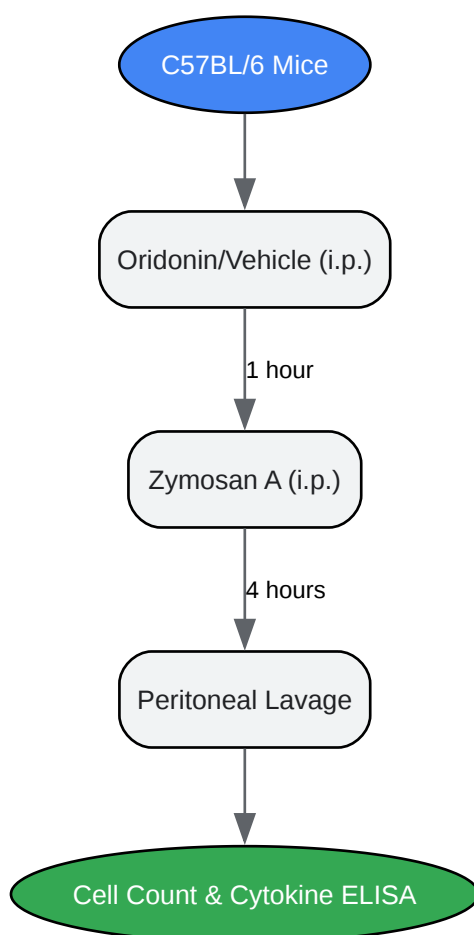 C57BL/6 Mice
Oridonin/Vehicle (i.p.)
1 hour
Zymosan A (i.p.)
4 hours
Peritoneal Lavage
Cell Count & Cytokine ELISA